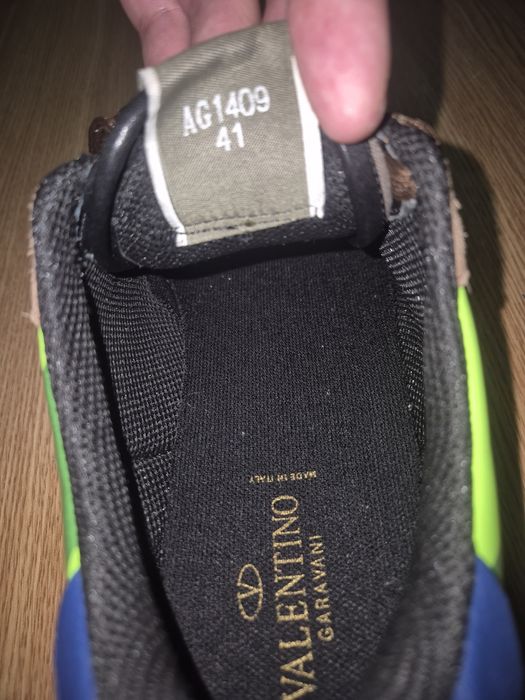 AG1409
41
MADE IN ITALY
VALENTINO
GARAVANI